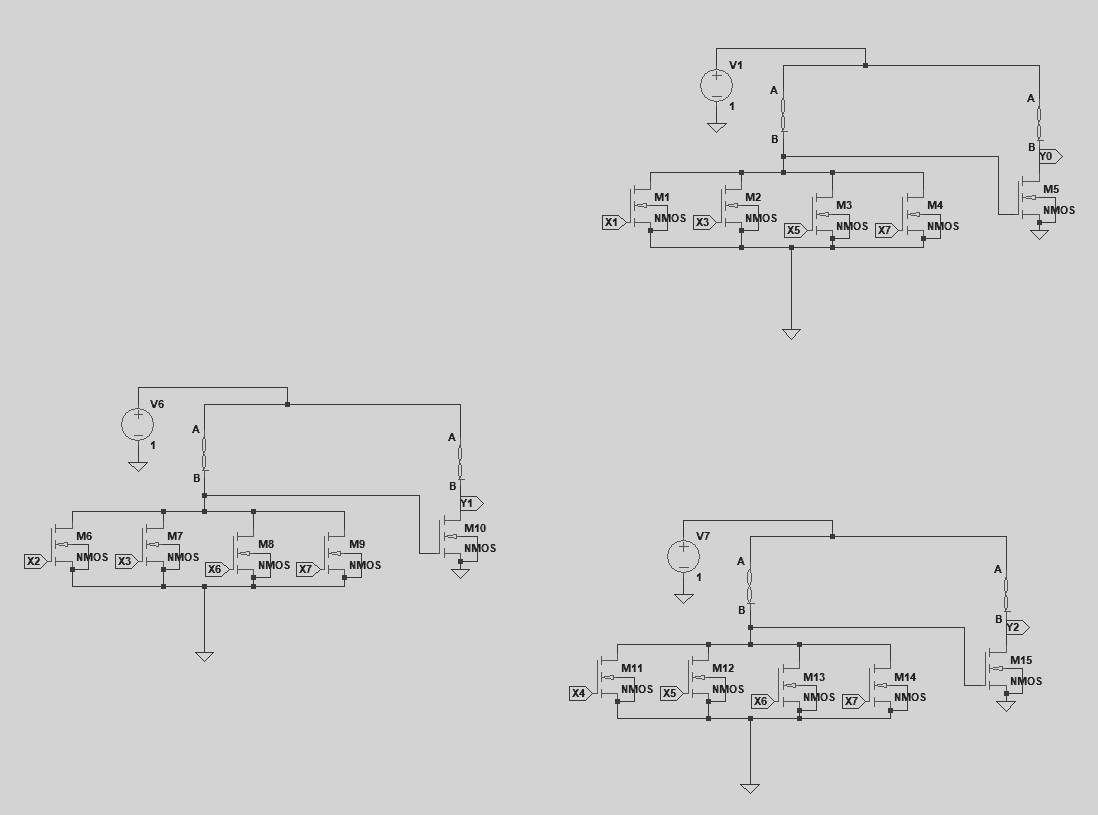 V1
1
A
B
A
B
Y0
M1
NMOS
X1
M2
NMOS
X3
M3
NMOS
X5
M4
NMOS
X7
M5
NMOS
V6
1
A
B
A
B
Y1
M6
NMOS
X2
M7
NMOS
X3
M8
NMOS
X6
M9
NMOS
X7
M10
NMOS
V7
1
A
B
A
B
Y2
M11
NMOS
X4
M12
NMOS
X5
M13
NMOS
X6
M14
NMOS
X7
M15
NMOS